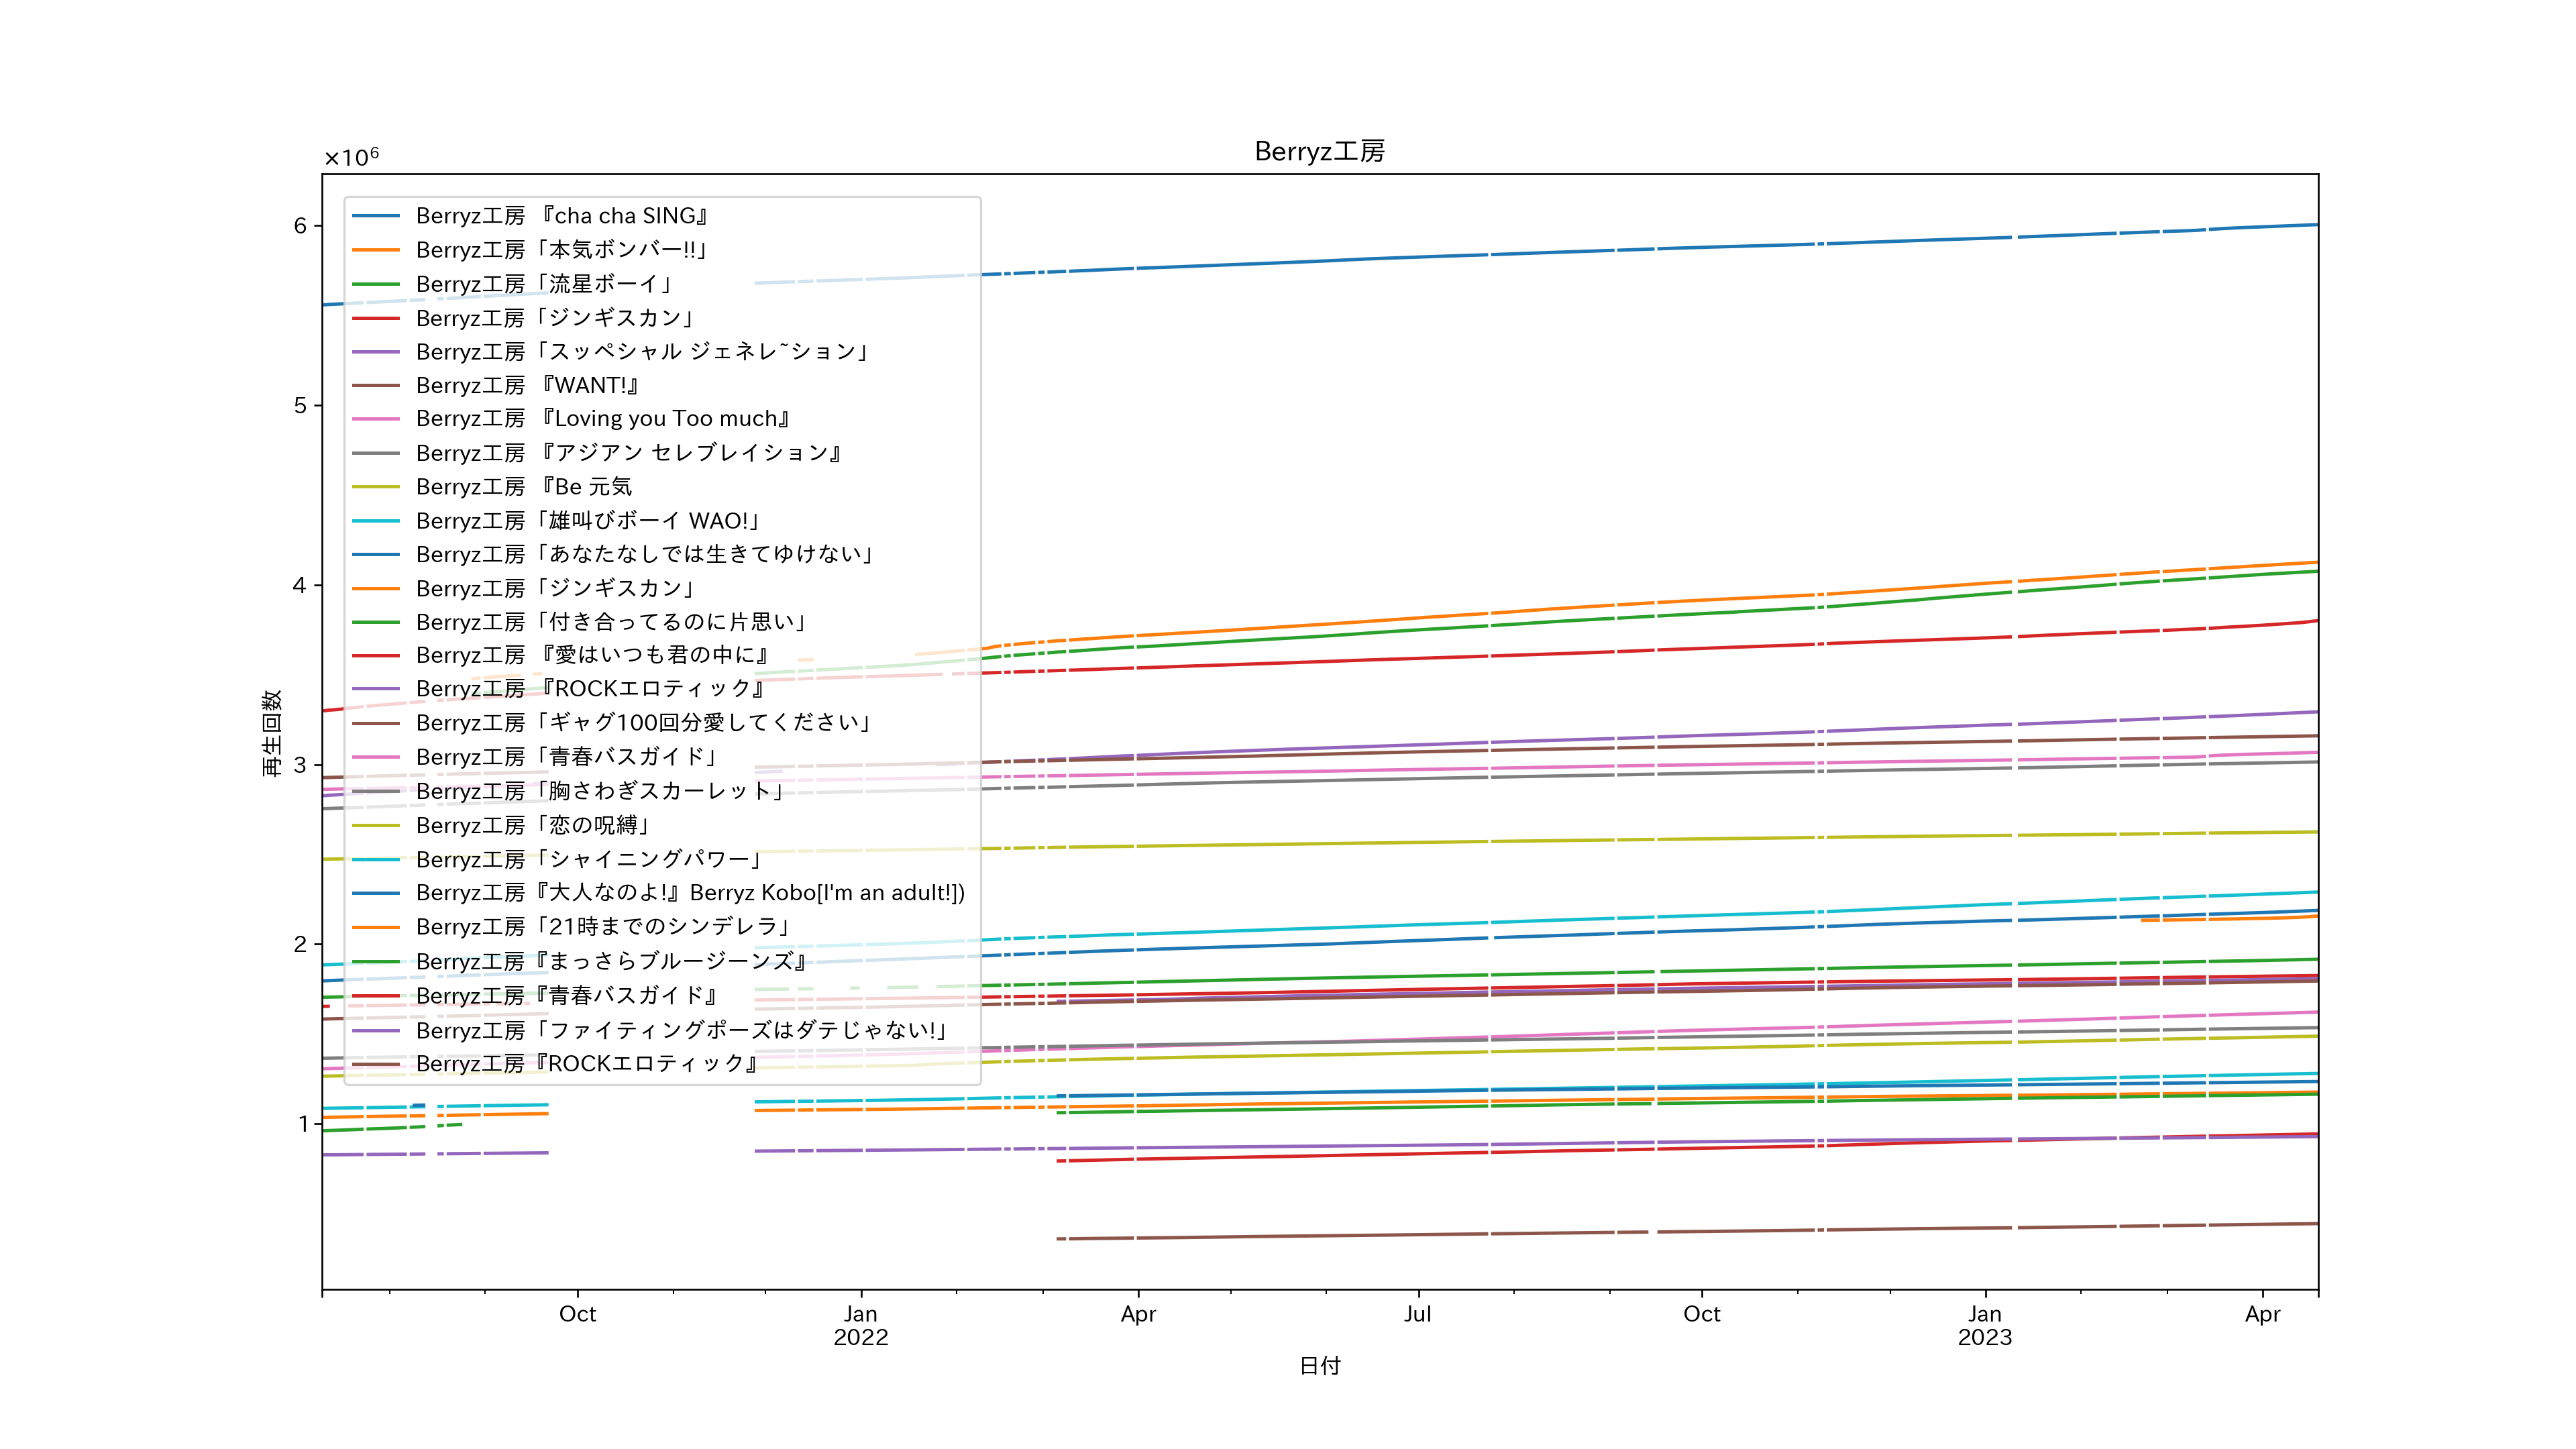 Berryz工房
×10⁶
6
5
4
3
2
1
再生回数
Berryz工房 『cha cha SING』
Berryz工房「本気ボンバー!!」
Berryz工房「流星ボーイ」
Berryz工房「ジンギスカン」
Berryz工房「スッペシャル ジェネレ~ション」
Berryz工房 『WANT!』
Berryz工房 『Loving you Too much』
Berryz工房 『アジアン セレブレイション』
Berryz工房 『Be 元気
Berryz工房「雄叫びボーイ WAO!」
Berryz工房「あなたなしでは生きてゆけない」
Berryz工房「ジンギスカン」
Berryz工房「付き合ってるのに片思い」
Berryz工房 『愛はいつも君の中に』
Berryz工房『ROCKエロティック』
Berryz工房「ギャグ100回分愛してください」
Berryz工房「青春バスガイド」
Berryz工房「胸さわぎスカーレット」
Berryz工房「恋の呪縛」
Berryz工房「シャイニングパワー」
Berryz工房『大人なのよ!』Berryz Kobo[I'm an adult!])
Berryz工房「21時までのシンデレラ」
Berryz工房『まっさらブルージーンズ』
Berryz工房『青春バスガイド』
Berryz工房「ファイティングポーズはダテじゃない!」
Berryz工房『ROCKエロティック』
Oct
Jan
2022
Apr
Jul
Oct
Jan
2023
Apr
日付